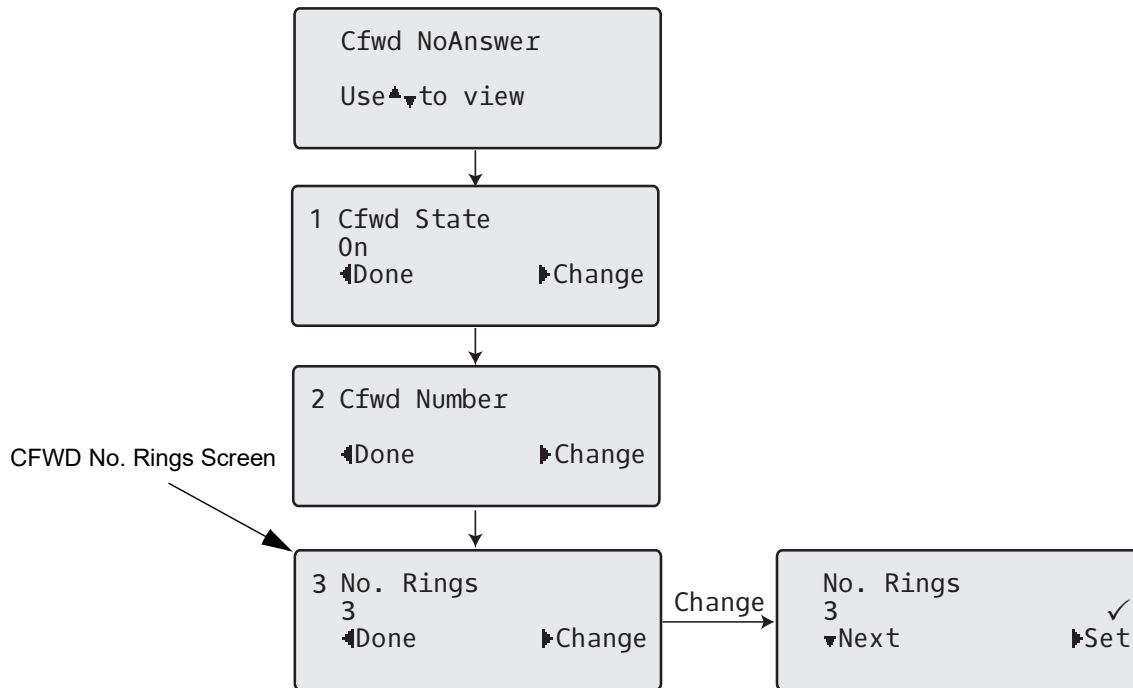 Cfwd NoAnswer
Use▲▼to view
1 Cfwd State
On
◀Done ▶Change
2 Cfwd Number
◀Done ▶Change
CFWD No. Rings Screen
3 No. Rings
3
◀Done ▶Change
Change
No. Rings
3 ✓
▼Next ▶Set